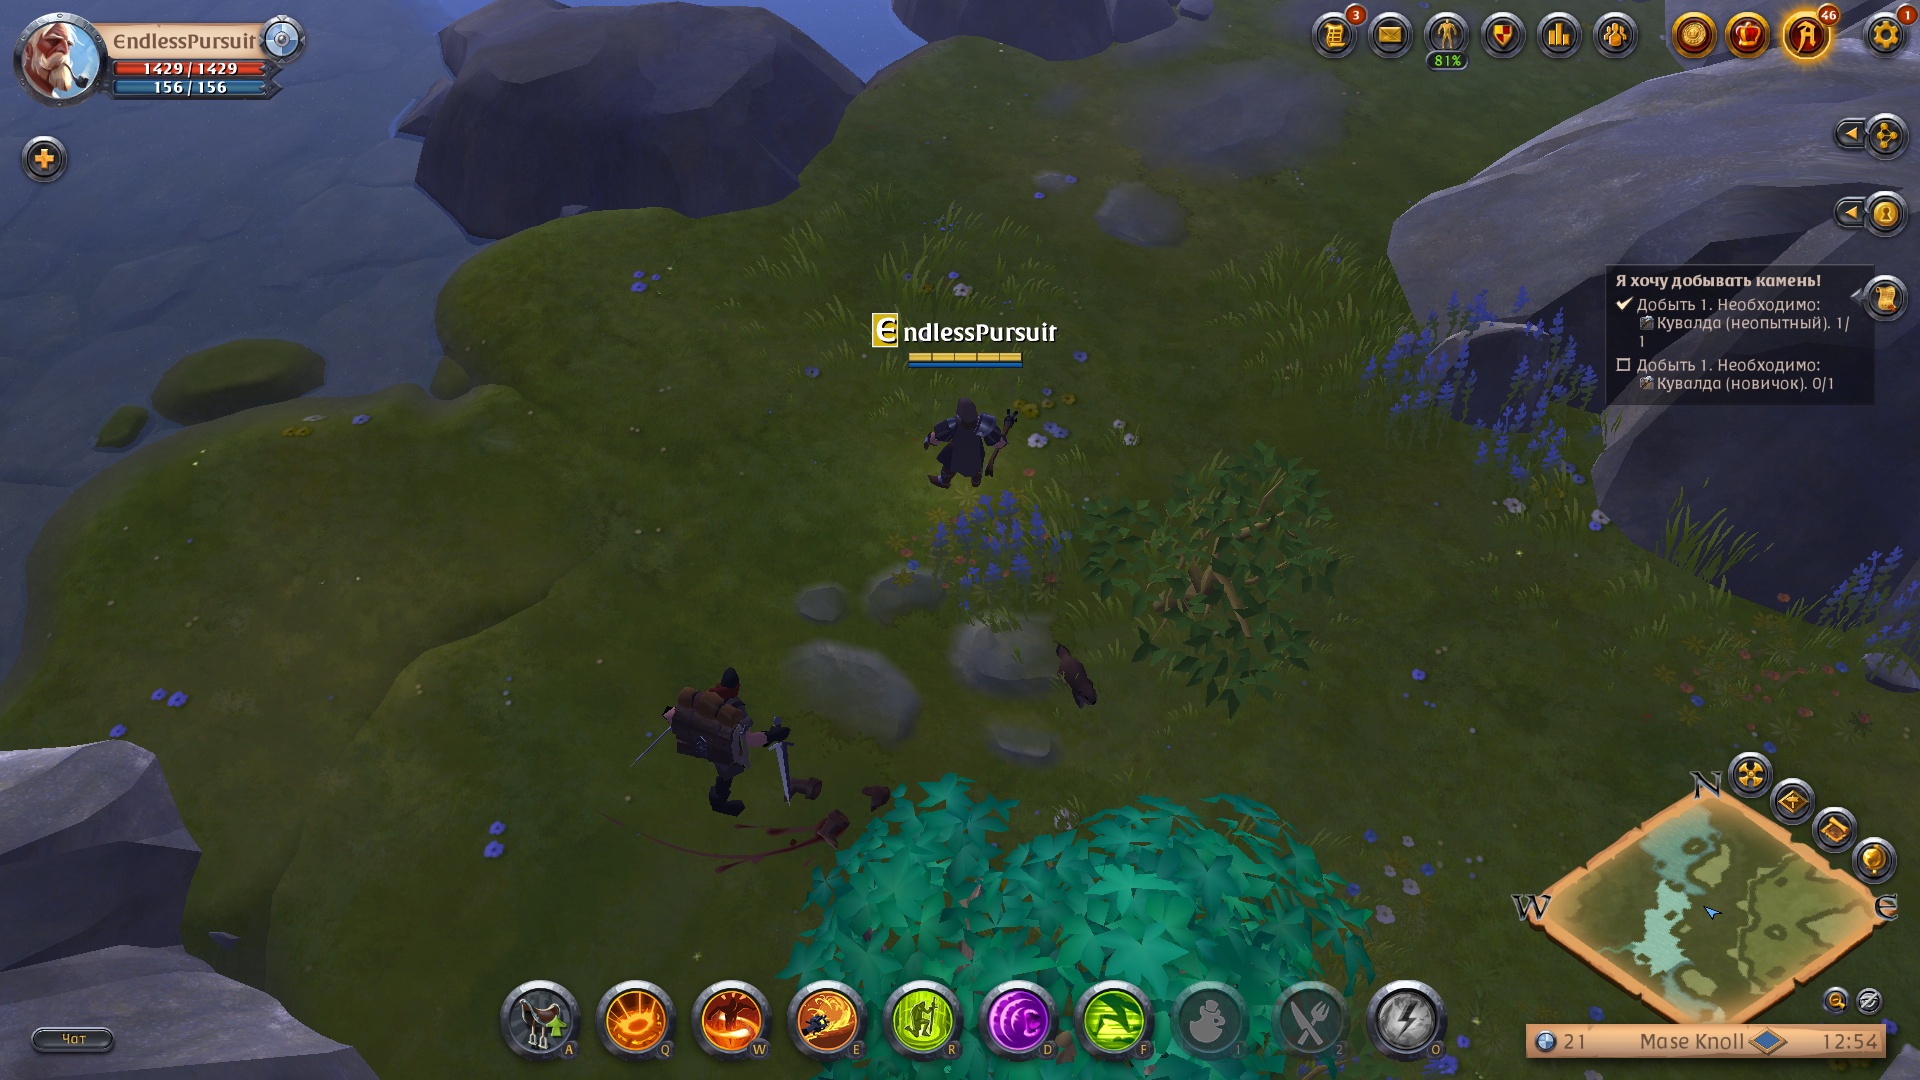 EndlessPursuit
1429/1429
156/156
3
81%
46
1
Я хочу добывать камень!
Добыть 1. Необходимо:
Кувалда (неопытный). 1/
1
Добыть 1. Необходимо:
Кувалда (новичок). 0/1
EndlessPursuit
N
W
E
A
Q
W
E
R
D
F
1
2
O
Чат
21
Mase Knoll
12:54